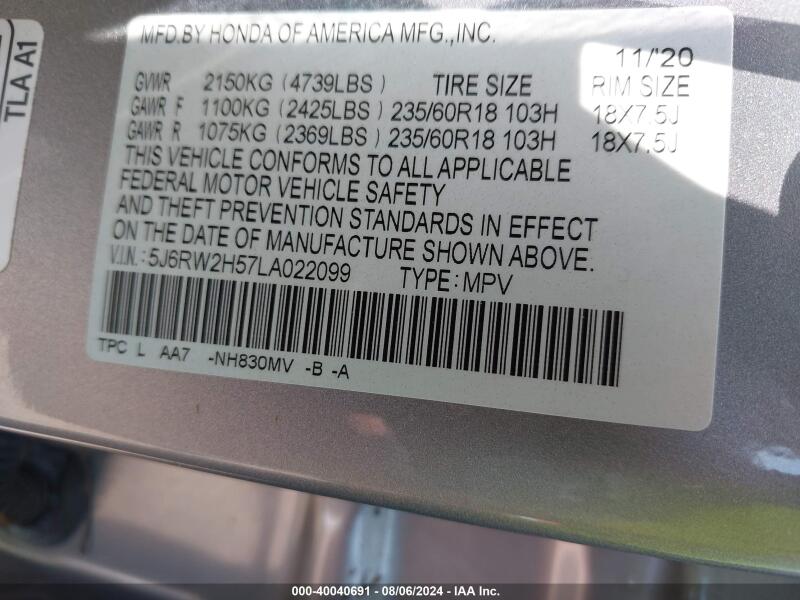 TLA A1
MFD.BY HONDA OF AMERICA MFG.,INC.
11/'20
GVWR 2150KG (4739LBS) TIRE SIZE RIM SIZE
GAWR F 1100KG (2425LBS) 235/60R18 103H 18X7.5J
GAWR R 1075KG (2369LBS) 235/60R18 103H 18X7.5J
THIS VEHICLE CONFORMS TO ALL APPLICABLE
FEDERAL MOTOR VEHICLE SAFETY
AND THEFT PREVENTION STANDARDS IN EFFECT
ON THE DATE OF MANUFACTURE SHOWN ABOVE.
V.I.N.: 5J6RW2H57LA022099 TYPE: MPV
TPC L AA7 -NH830MV -B -A
000-40040691 - 08/06/2024 - IAA Inc.